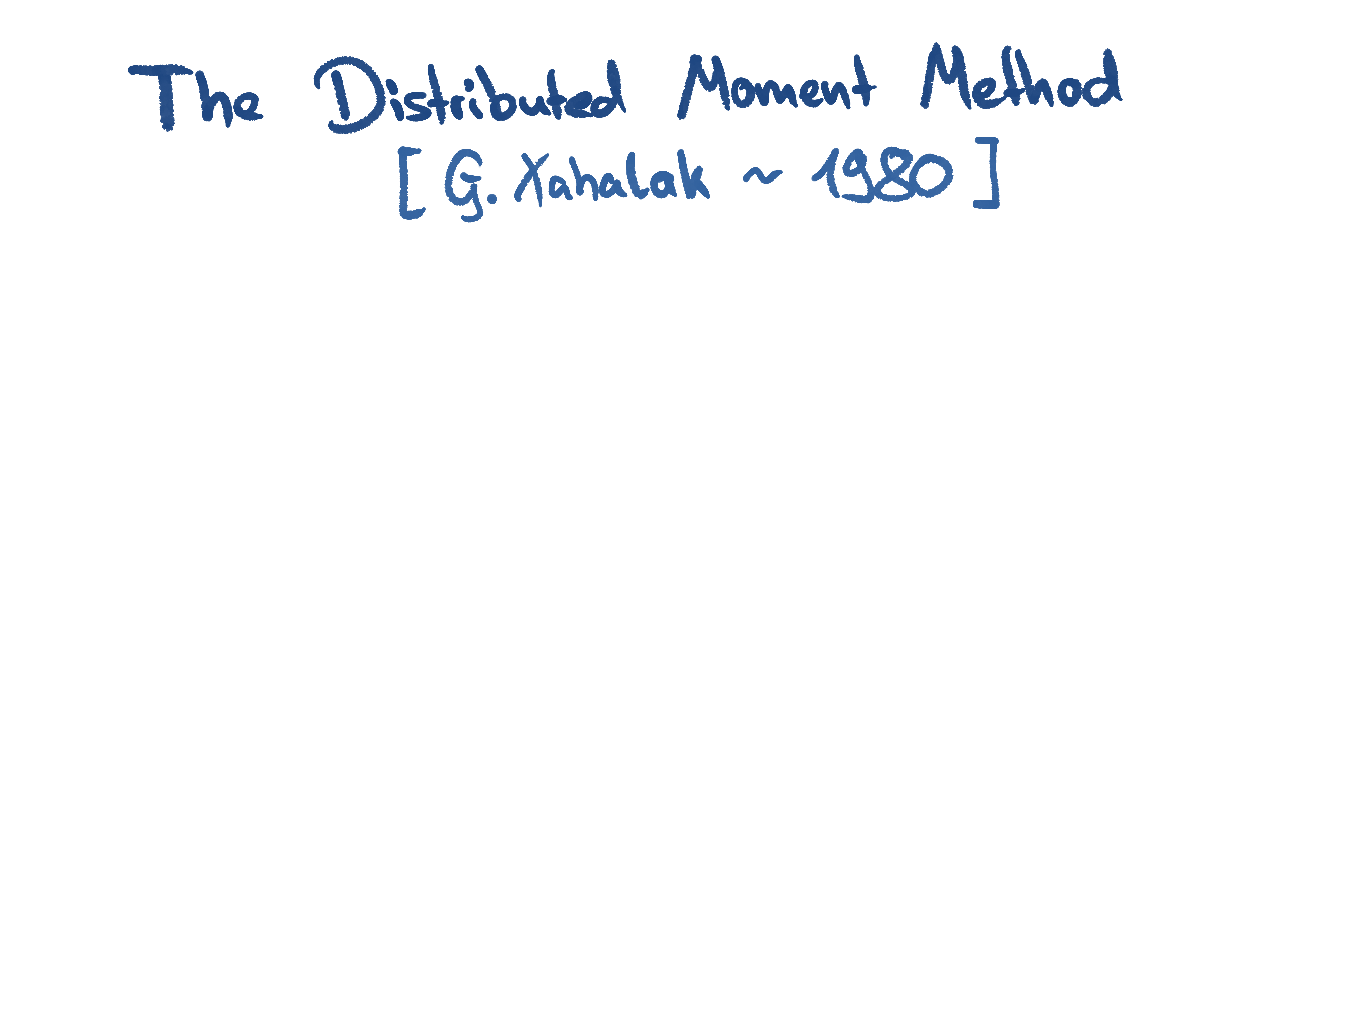 The Distributed Moment Method
[G. Xahalak ~ 1980]